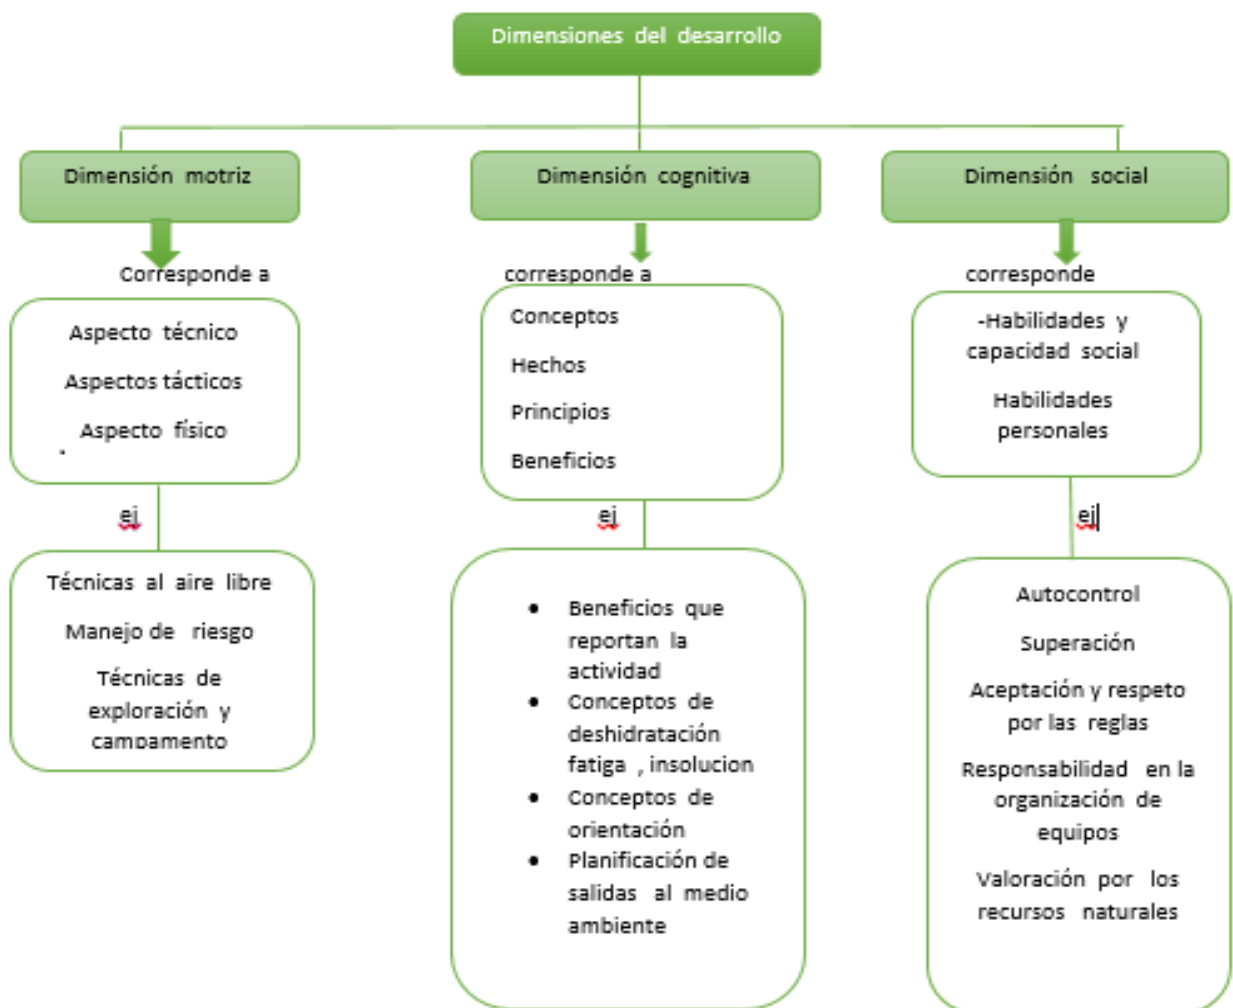 Dimensiones del desarrollo
Dimensión motriz
Corresponde a
Aspecto técnico
Aspectos tácticos
Aspecto físico
.
ej
Técnicas al aire libre
Manejo de riesgo
Técnicas de
exploración y
campamento
Dimensión cognitiva
corresponde a
Conceptos
Hechos
Principios
Beneficios
ej
• Beneficios que
reportan la
actividad
• Conceptos de
deshidratación
fatiga , insolucion
• Conceptos de
orientación
• Planificación de
salidas al medio
ambiente
Dimensión social
corresponde
-Habilidades y
capacidad social
Habilidades
personales
ej
Autocontrol
Superación
Aceptación y respeto
por las reglas
Responsabilidad en la
organización de
equipos
Valoración por los
recursos naturales